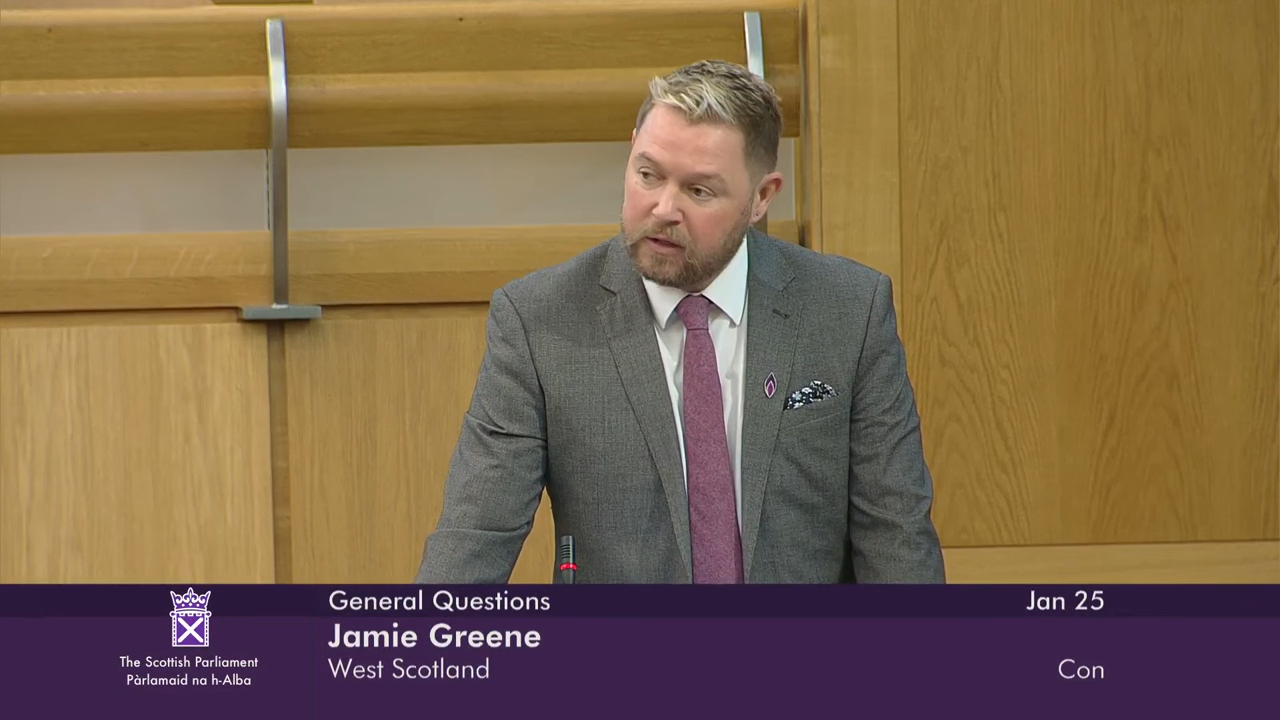 General Questions
Jan 25
Jamie Greene
West Scotland
Con
The Scottish Parliament
Pàrlamaid na h-Alba